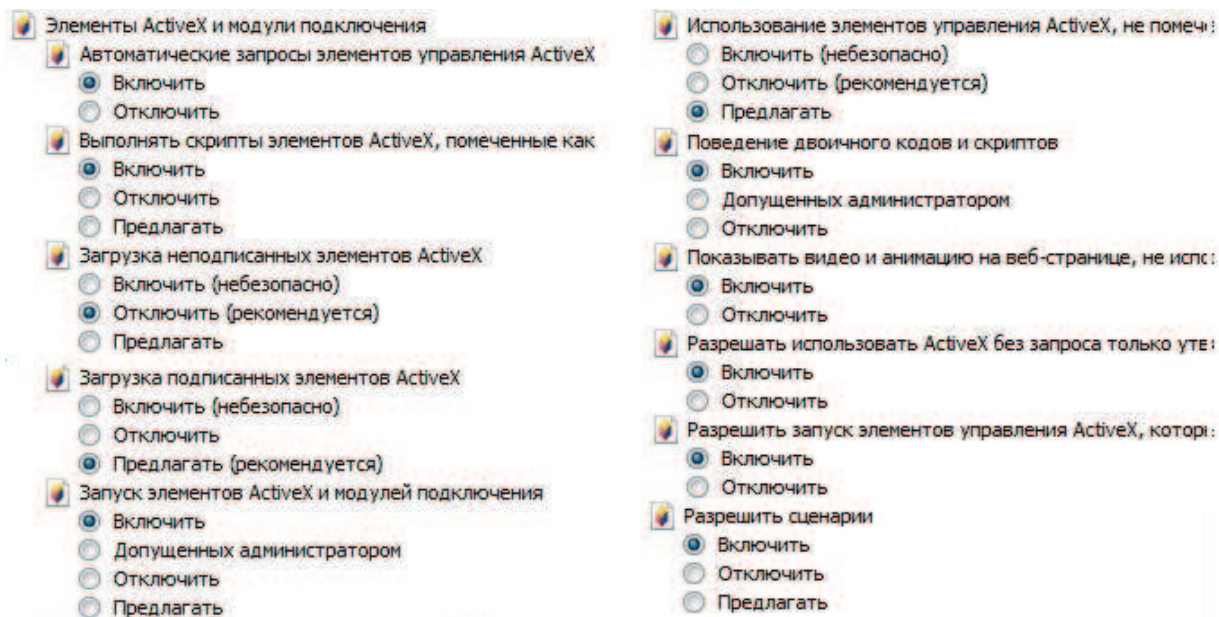 Элементы ActiveX и модули подключения
Автоматические запросы элементов управления ActiveX
Включить
Отключить
Выполнять скрипты элементов ActiveX, помеченные как
Включить
Отключить
Предлагать
Загрузка неподписанных элементов ActiveX
Включить (небезопасно)
Отключить (рекомендуется)
Предлагать
Загрузка подписанных элементов ActiveX
Включить (небезопасно)
Отключить
Предлагать (рекомендуется)
Запуск элементов ActiveX и модулей подключения
Включить
Допущенных администратором
Отключить
Предлагать
Использование элементов управления ActiveX, не
Включить (небезопасно)
Отключить (рекомендуется)
Предлагать
Поведение двоичного кодов и скриптов
Включить
Допущенных администратором
Отключить
Показывать видео и анимацию на веб-странице, не
Включить
Отключить
Разрешать использовать ActiveX без запроса только
Включить
Отключить
Разрешить запуск элементов управления ActiveX,
Включить
Отключить
Разрешить сценарии
Включить
Отключить
Предлагать